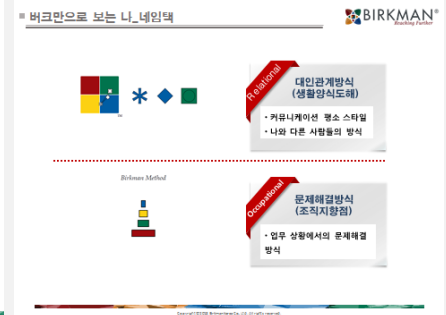 버크만으로 보는 나_네임택
BIRKMAN®
Reaching Further
Relational
대인관계방식
(생활양식도해)
• 커뮤니케이션 평소 스타일
• 나와 다른 사람들의 방식
Birkman Method
Occupational
문제해결방식
(조직지향점)
• 업무 상황에서의 문제해결
방식